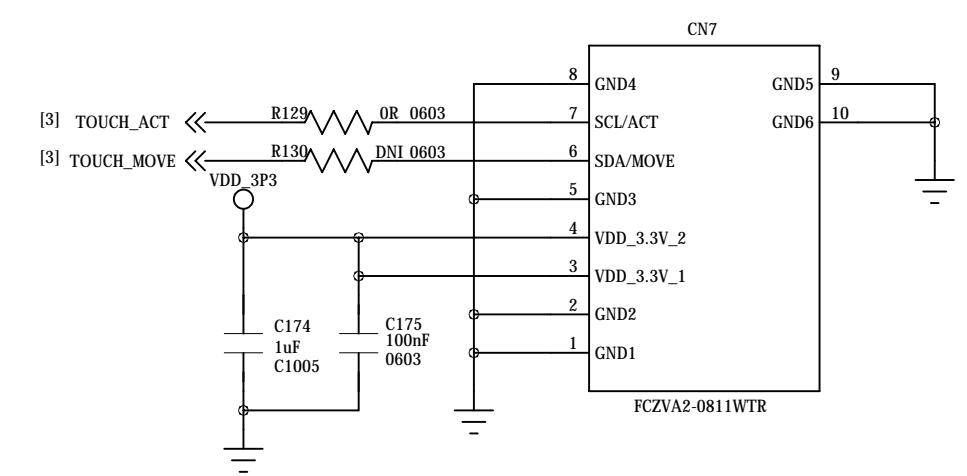 CN7
8 GND4 GND5 9
[3] TOUCH_ACT R129 0R 0603 7 SCL/ACT GND6 10
[3] TOUCH_MOVE R130 DNI 0603 6 SDA/MOVE
VDD_3P3
5 GND3
4 VDD_3.3V_2
3 VDD_3.3V_1
2 GND2
C174
1uF
C1005
C175
100nF
0603
1 GND1
FCZVA2-0811WTR